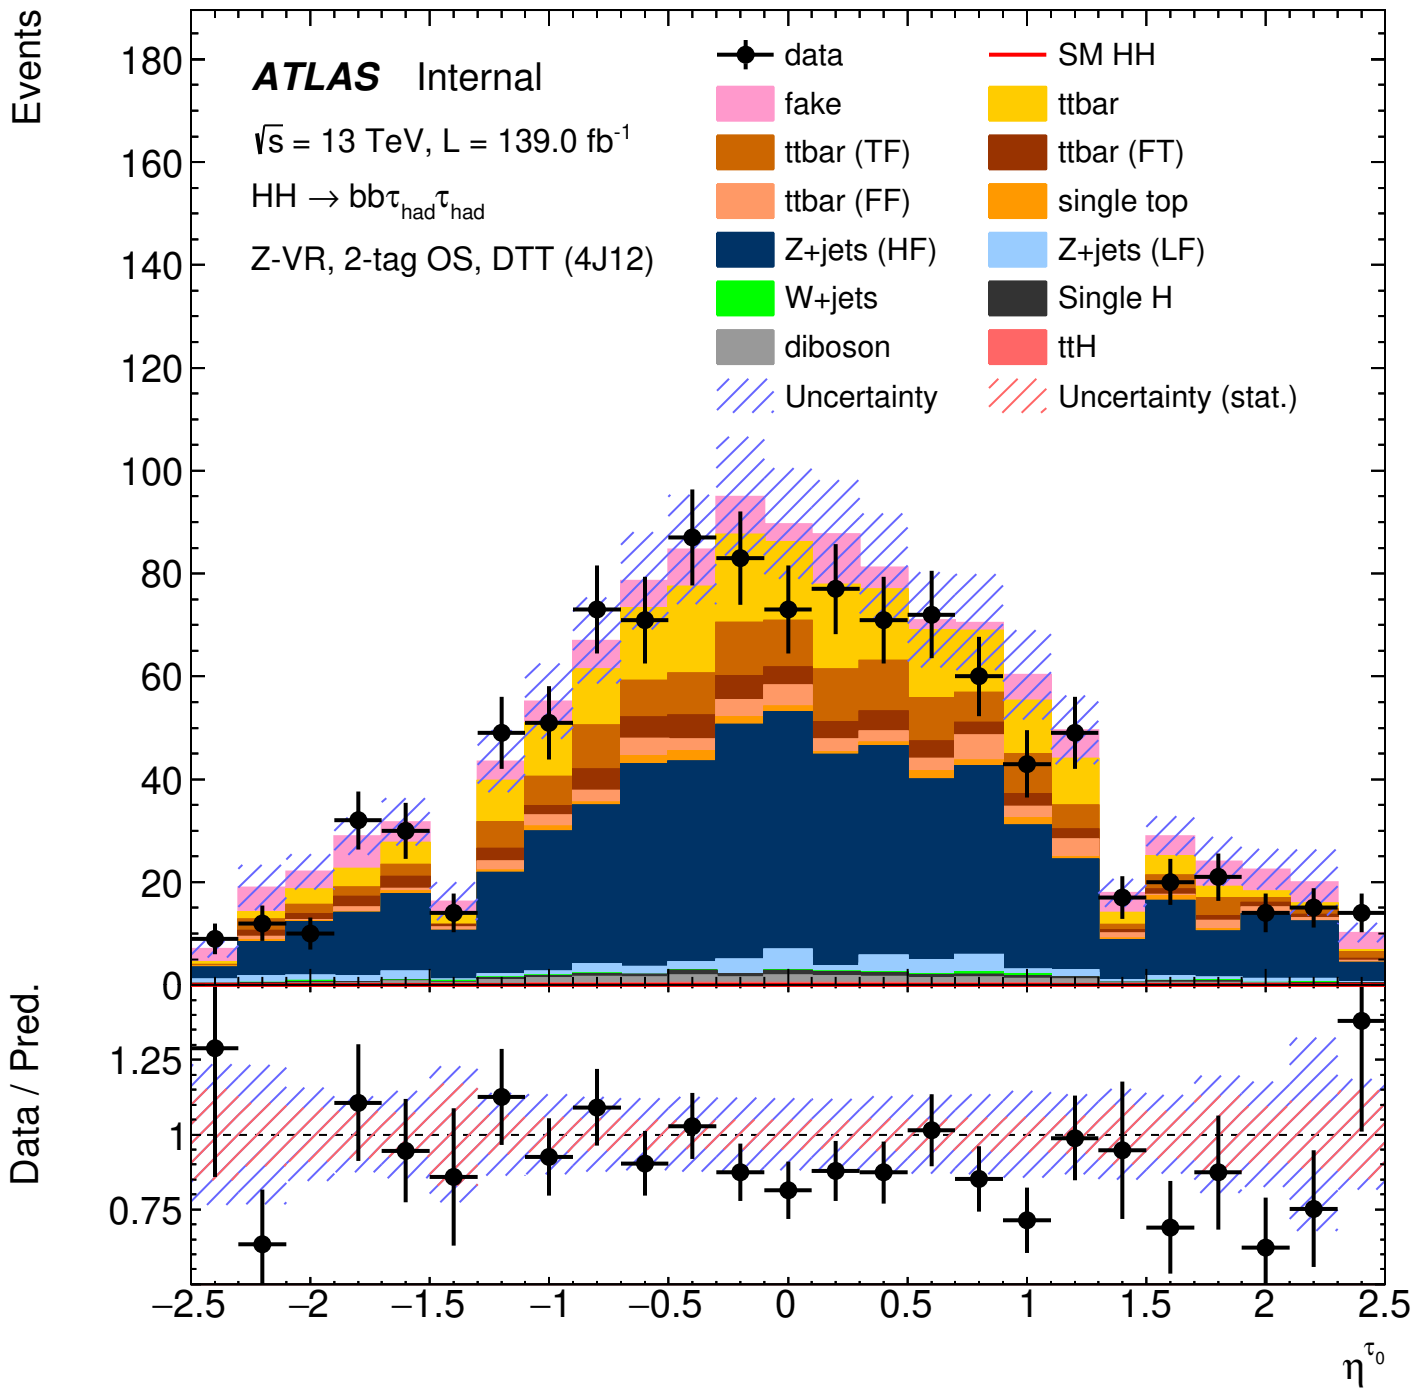 Events
180
160
140
120
100
80
60
40
20
0
ATLAS Internal
√s = 13 TeV, L = 139.0 fb⁻¹
HH → bbτ_had τ_had
Z-VR, 2-tag OS, DTT (4J12)
data
SM HH
fake
ttbar
ttbar (TF)
ttbar (FT)
ttbar (FF)
single top
Z+jets (HF)
Z+jets (LF)
W+jets
Single H
diboson
ttH
Uncertainty
Uncertainty (stat.)
Data / Pred.
1.25
1
0.75
−2.5 −2 −1.5 −1 −0.5 0 0.5 1 1.5 2 2.5
η^τ₀